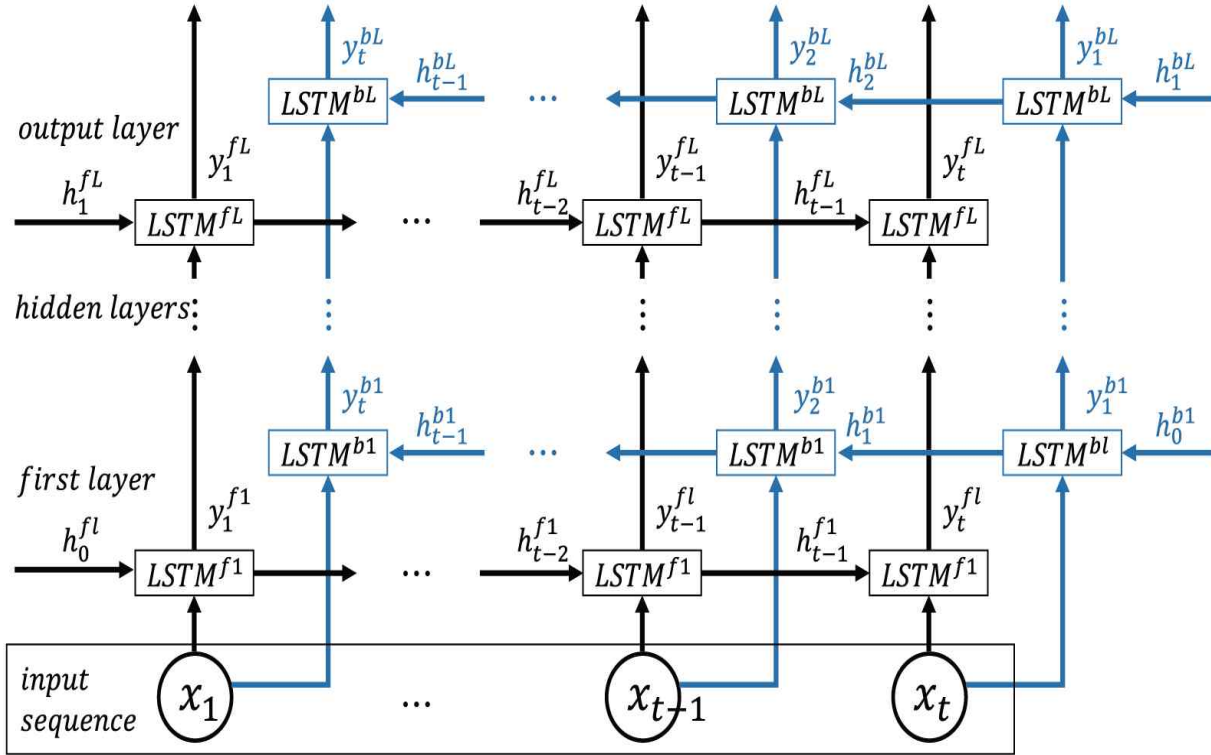 y_t^{bL} y_2^{bL} y_1^{bL}
h_{t-1}^{bL} h_2^{bL} h_1^{bL}
LSTM^{bL} ... LSTM^{bL} LSTM^{bL}
output layer
y_1^{fL} y_{t-1}^{fL} y_t^{fL}
h_1^{fL} h_{t-2}^{fL} h_{t-1}^{fL}
LSTM^{fL} ... LSTM^{fL} LSTM^{fL}
hidden layers
y_t^{b1} y_2^{b1} y_1^{b1}
h_{t-1}^{b1} h_1^{b1} h_0^{b1}
LSTM^{b1} ... LSTM^{b1} LSTM^{bl}
first layer
y_1^{f1} y_{t-1}^{fl} y_t^{fl}
h_0^{fl} h_{t-2}^{f1} h_{t-1}^{f1}
LSTM^{f1} ... LSTM^{f1} LSTM^{f1}
input
sequence
x_1 ... x_{t-1} x_t